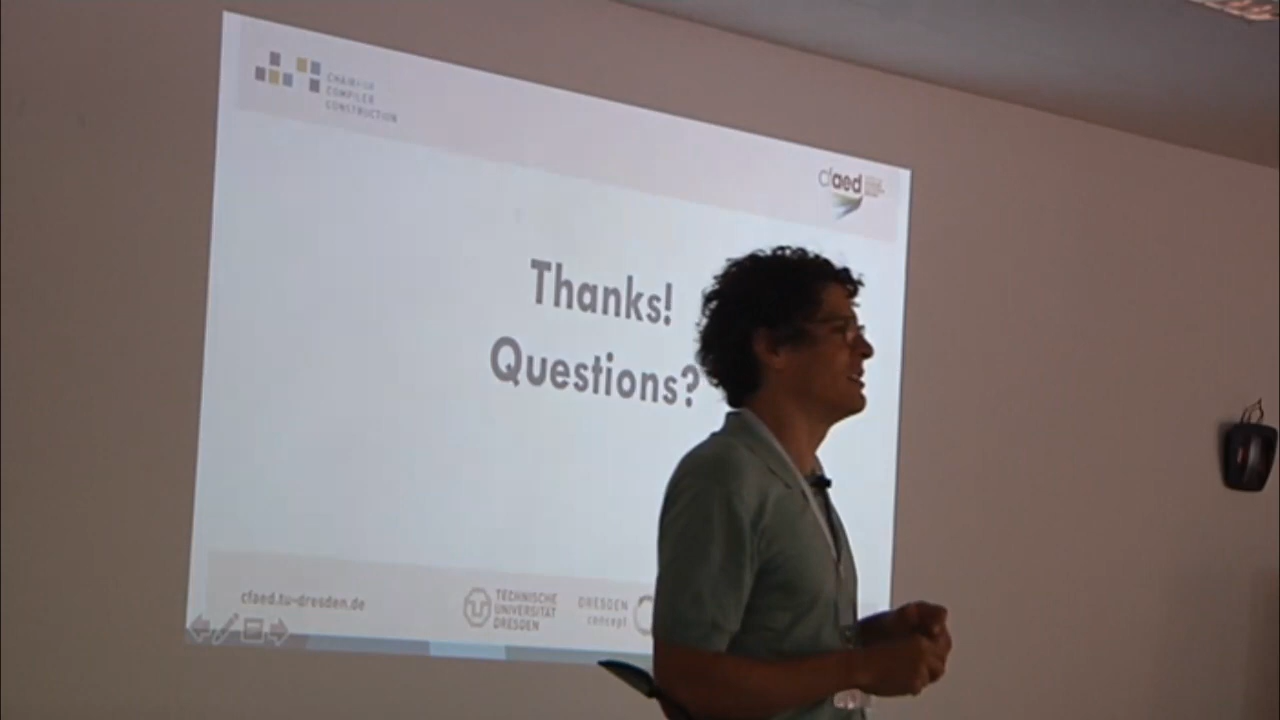 CHAIR FOR
COMPILER
CONSTRUCTION
cfaed
Thanks!
Questions?
cfaed.tu-dresden.de
TECHNISCHE
UNIVERSITÄT
DRESDEN
DRESDEN
concept